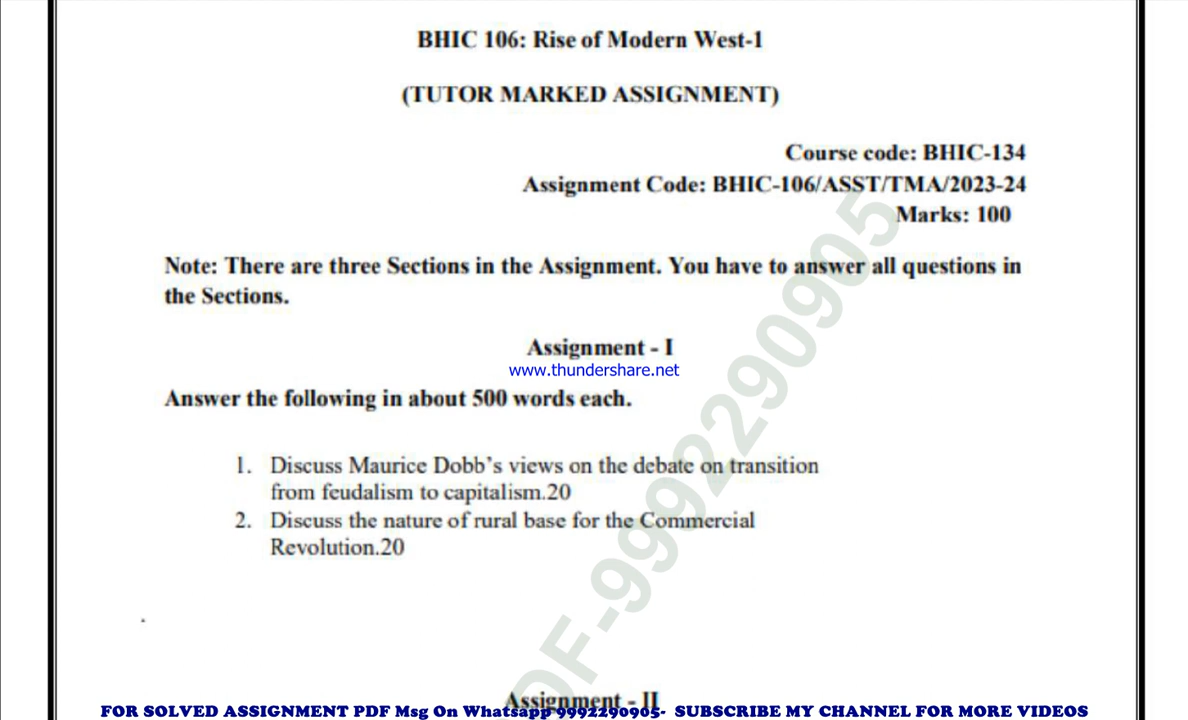 BHIC 106: Rise of Modern West-1
(TUTOR MARKED ASSIGNMENT)
Course code: BHIC-134
Assignment Code: BHIC-106/ASST/TMA/2023-24
Marks: 100
Note: There are three Sections in the Assignment. You have to answer all questions in
the Sections.
Assignment - I
www.thundershare.net
Answer the following in about 500 words each.
1. Discuss Maurice Dobb's views on the debate on transition
from feudalism to capitalism.20
2. Discuss the nature of rural base for the Commercial
Revolution.20
DF-9992290905
Assignment - II
FOR SOLVED ASSIGNMENT PDF Msg On Whatsapp 9992290905- SUBSCRIBE MY CHANNEL FOR MORE VIDEOS